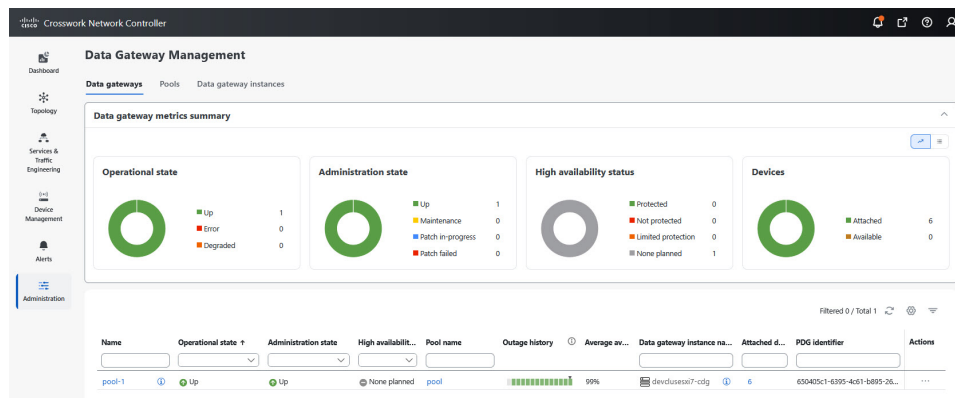 cisco Crosswork Network Controller
Dashboard
Topology
Services &
Traffic
Engineering
Device
Management
Alerts
Administration
Data Gateway Management
Data gateways Pools Data gateway instances
Data gateway metrics summary
Operational state
Up 1
Error 0
Degraded 0
Administration state
Up 1
Maintenance 0
Patch in-progress 0
Patch failed 0
High availability status
Protected 0
Not protected 0
Limited protection 0
None planned 1
Devices
Attached 6
Available 0
Filtered 0 / Total 1
Name Operational state ↑ Administration state High availabilit... Pool name Outage history Average av... Data gateway instance na... Attached d... PDG identifier Actions
pool-1 Up Up None planned pool 99% devclusesxi7-cdg 6 650405c1-6395-4c61-b895-26... ...